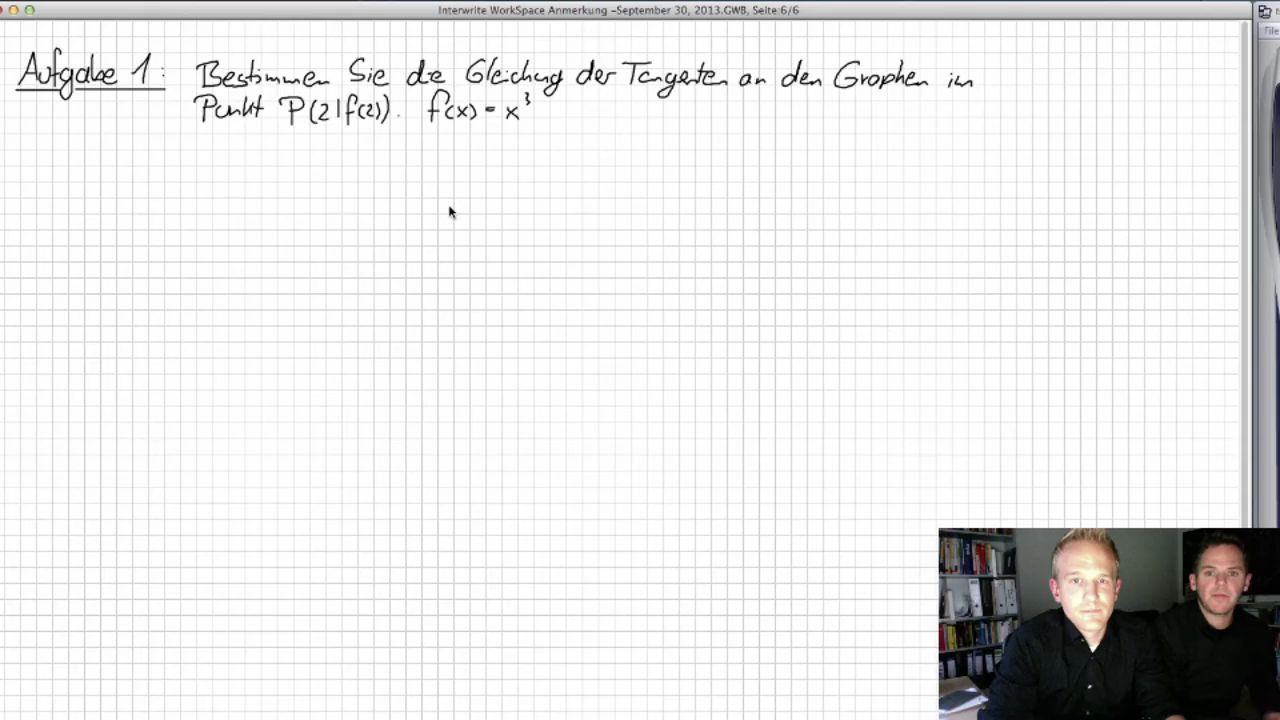 Interwrite WorkSpace Anmerkung –September 30, 2013.GWB, Seite:6/6
File
Aufgabe 1: Bestimmen Sie die Gleichung der Tangenten an den Graphen im
Punkt P(2|f(2)). f(x) = x³